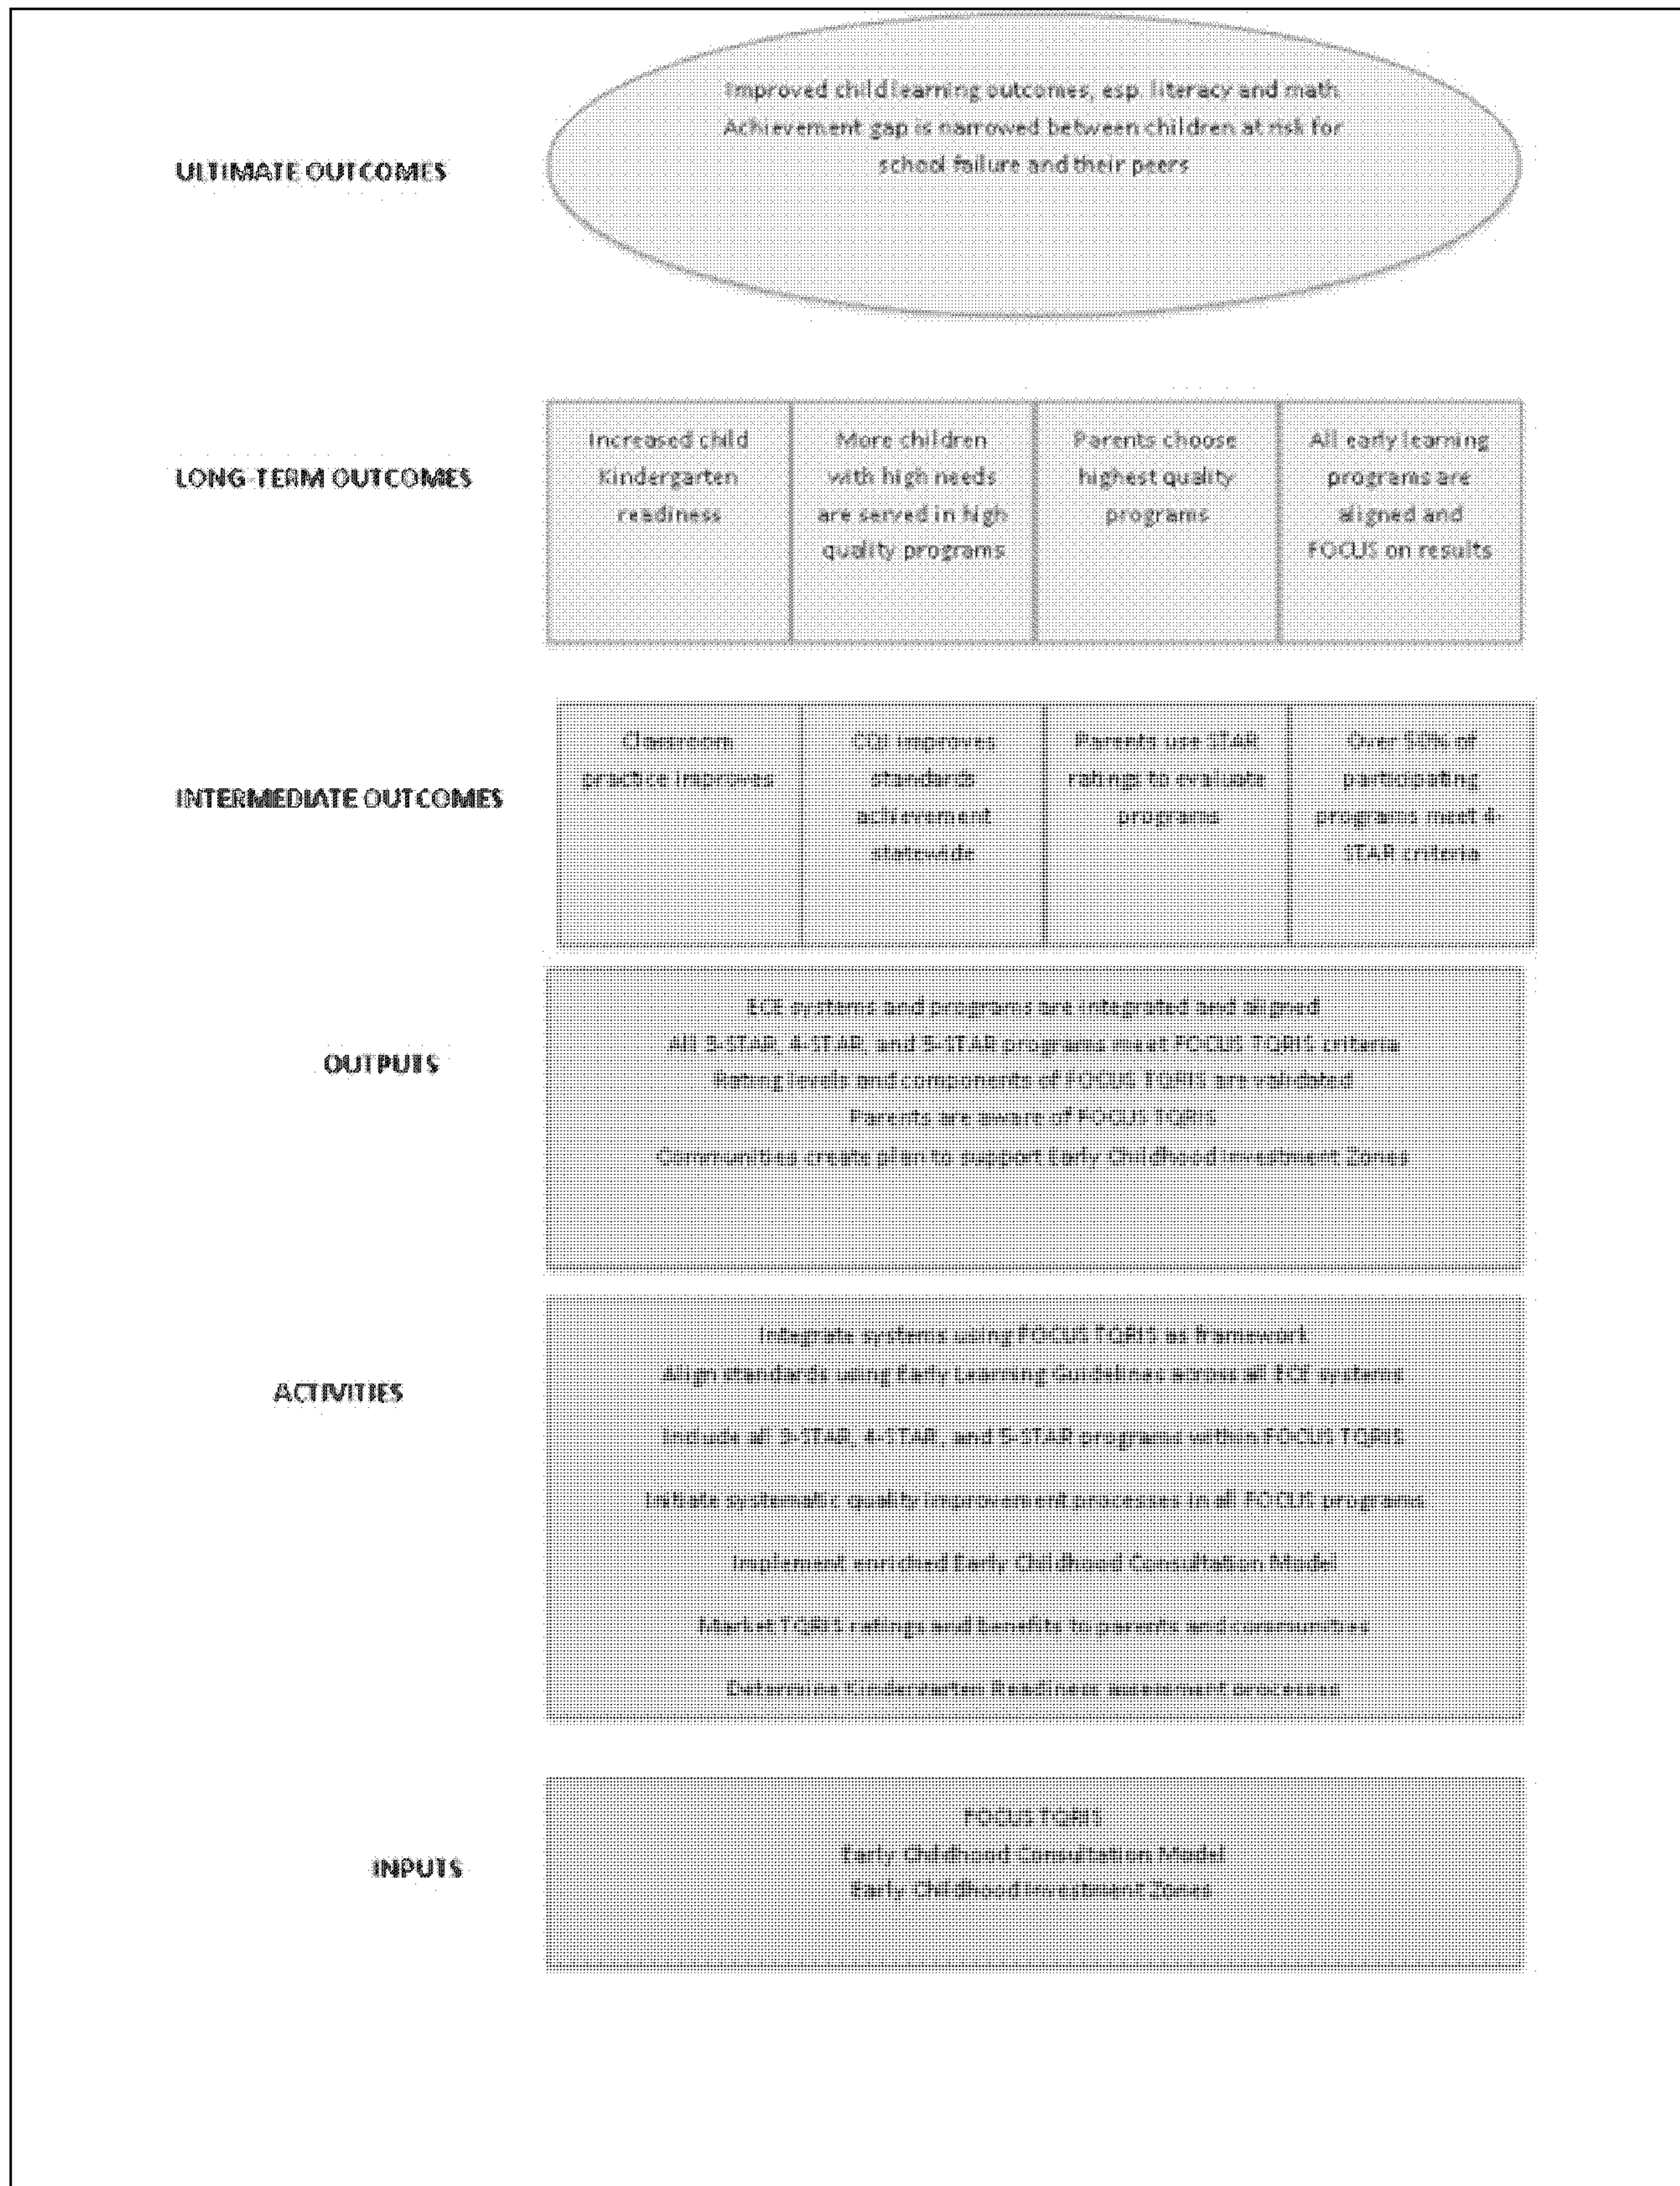 Improved child learning outcomes, esp. literacy and math
Achievement gap is narrowed between children at risk for
school failure and their peers
ULTIMATE OUTCOMES
LONG-TERM OUTCOMES
Increased child
Kindergarten
readiness
More children
with high needs
are served in high
quality programs
Parents choose
highest quality
programs
All early learning
programs are
aligned and
FOCUS on results
INTERMEDIATE OUTCOMES
Classroom
practice improves
CQI improves
standards
achievement
statewide
Parents use STAR
ratings to evaluate
programs
Over 50% of
participating
programs meet 4-
STAR criteria
OUTPUTS
ECE systems and programs are integrated and aligned
All 3-STAR, 4-STAR, and 5-STAR programs meet FOCUS TQRIS criteria
Rating levels and components of FOCUS TQRIS are validated
Parents are aware of FOCUS TQRIS
Communities create plan to support Early Childhood Investment Zones
ACTIVITIES
Integrate systems using FOCUS TQRIS as framework
Align standards using Early Learning Guidelines across all ECE systems
Include all 3-STAR, 4-STAR, and 5-STAR programs within FOCUS TQRIS
Initiate systematic quality improvement processes in all FOCUS programs
Implement enriched Early Childhood Consultation Model
Market TQRIS ratings and benefits to parents and communities
Determine Kindergarten Readiness assessment processes
INPUTS
FOCUS TQRIS
Early Childhood Consultation Model
Early Childhood Investment Zones